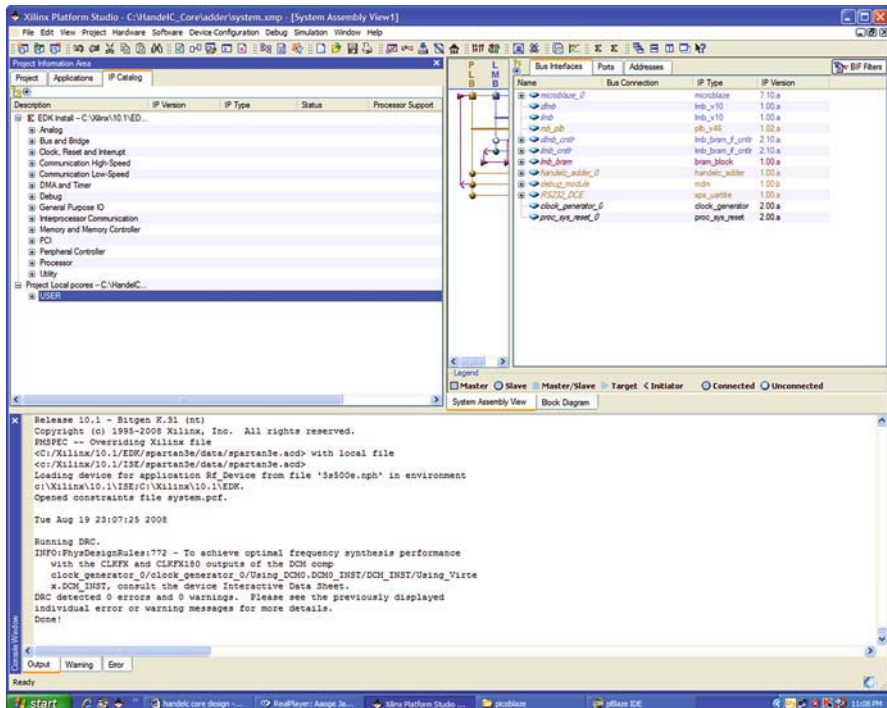 Xilinx Platform Studio - C:\HandelC_Core\adder\system.xmp - [System Assembly View1]
File Edit View Project Hardware Software Device Configuration Debug Simulation Window Help
Project Information Area
Project Applications IP Catalog
Description IP Version IP Type Status Processor Support
EDK Install - C:\Xilinx\10.1\ED...
Analog
Bus and Bridge
Clock, Reset and Interrupt
Communication High-Speed
Communication Low-Speed
DMA and Timer
Debug
General Purpose IO
Interprocessor Communication
Memory and Memory Controller
PCI
Peripheral Controller
Processor
Utility
Project Local pcores - C:\HandelC...
USER
P L B
L M B
Bus Interfaces Ports Addresses
BIF Filters
Name Bus Connection IP Type IP Version
microblaze_0 microblaze 7.10.a
dlmb lmb_v10 1.00.a
ilmb lmb_v10 1.00.a
mb_plb plb_v46 1.02.a
dlmb_cntlr lmb_bram_if_cntlr 2.10.a
ilmb_cntlr lmb_bram_if_cntlr 2.10.a
lmb_bram bram_block 1.00.a
handelc_adder_0 handelc_adder 1.00.a
debug_module mdm 1.00.b
RS232_DCE xps_uartlite 1.00.a
clock_generator_0 clock_generator 2.00.a
proc_sys_reset_0 proc_sys_reset 2.00.a
Legend
Master Slave Master/Slave Target Initiator Connected Unconnected
System Assembly View Block Diagram
Release 10.1 - Bitgen K.31 (nt)
Copyright (c) 1995-2008 Xilinx, Inc. All rights reserved.
PMSPEC -- Overriding Xilinx file
<C:/Xilinx/10.1/EDK/spartan3e/data/spartan3e.acd> with local file
<c:/Xilinx/10.1/ISE/spartan3e/data/spartan3e.acd>
Loading device for application Rf_Device from file '3s500e.nph' in environment
c:\Xilinx\10.1\ISE;C:\Xilinx\10.1\EDK.
Opened constraints file system.pcf.
Tue Aug 19 23:07:25 2008
Running DRC.
INFO:PhysDesignRules:772 - To achieve optimal frequency synthesis performance
with the CLKFX and CLKFX180 outputs of the DCM comp
clock_generator_0/clock_generator_0/Using_DCM0.DCM0_INST/DCM_INST/Using_Virte
x.DCM_INST, consult the device Interactive Data Sheet.
DRC detected 0 errors and 0 warnings. Please see the previously displayed
individual error or warning messages for more details.
Done!
Console Window
Output Warning Error
Ready
start handelc core design -... RealPlayer: Aaoge Ja... Xilinx Platform Studio ... picoblaze pBlaze IDE 11:08 PM